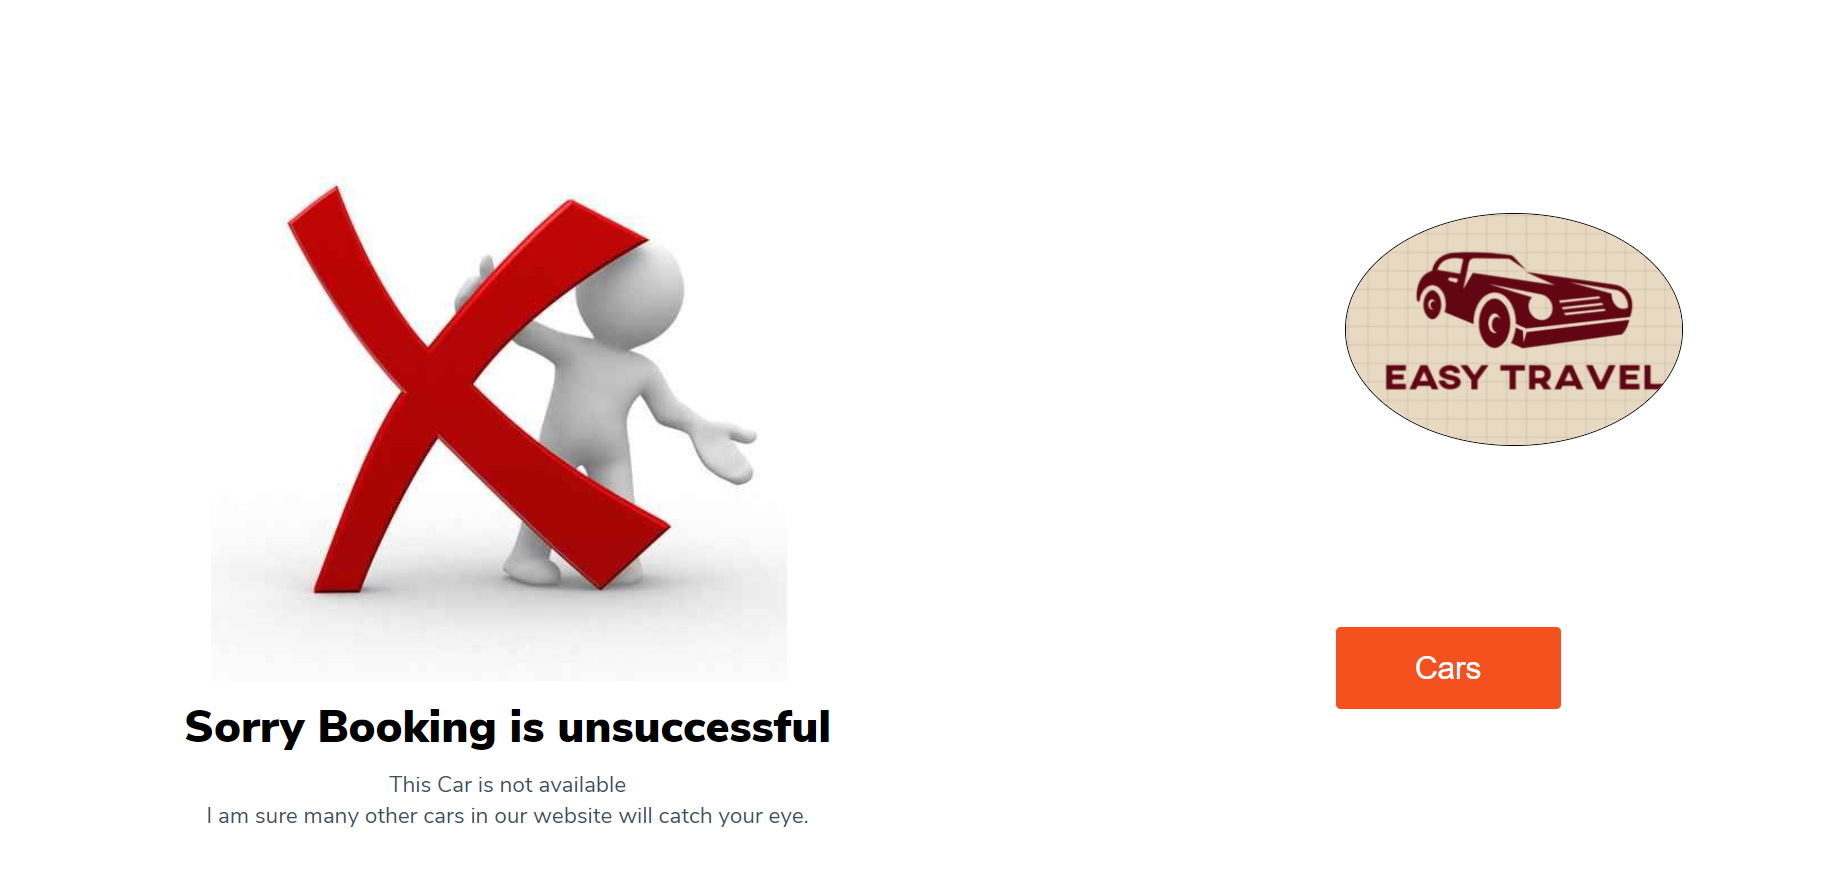 EASY TRAVEL
Cars
Sorry Booking is unsuccessful
This Car is not available
I am sure many other cars in our website will catch your eye.